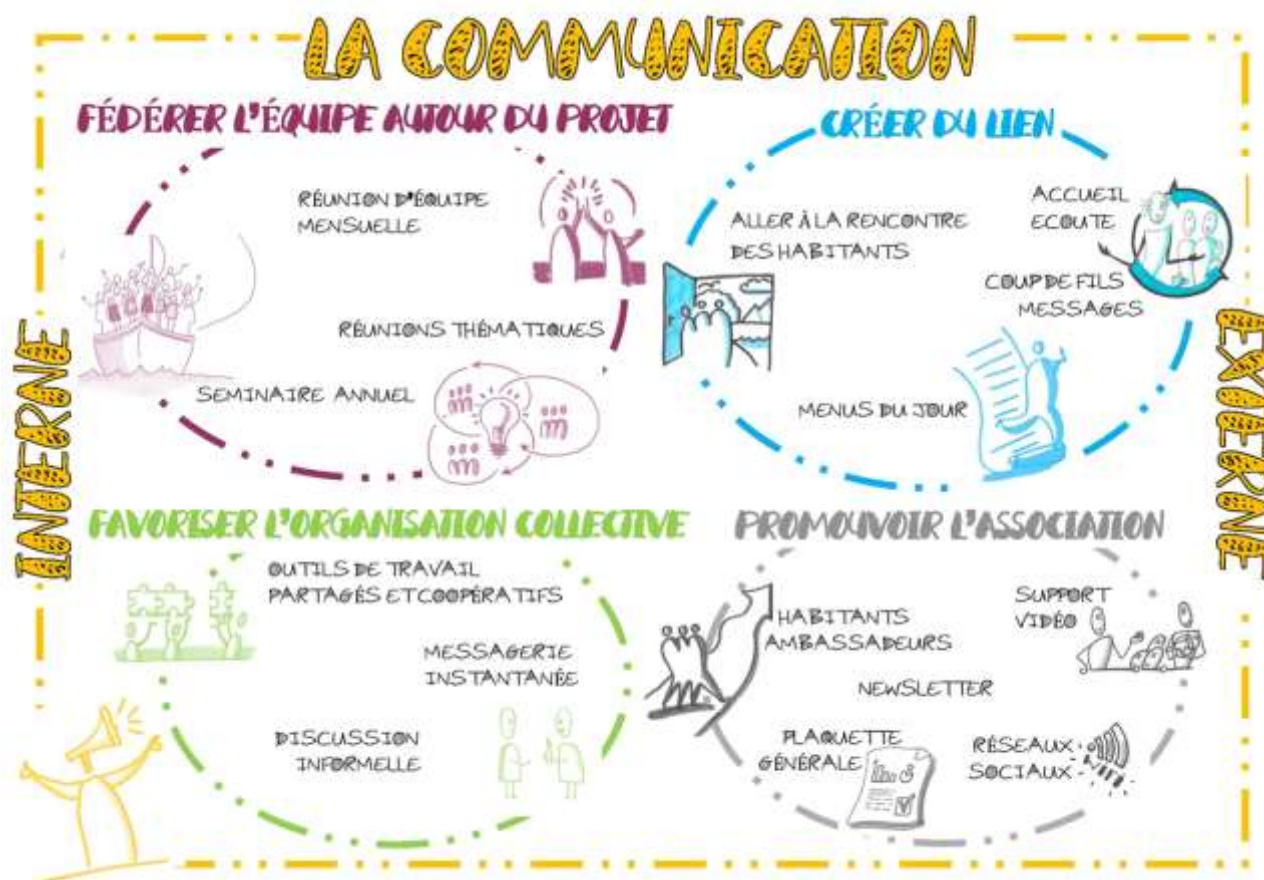 LA COMMUNICATION
INTERNE
EXTERNE
FÉDÉRER L'ÉQUIPE AUTOUR DU PROJET
RÉUNION D'ÉQUIPE
MENSUELLE
RÉUNIONS THÉMATIQUES
SEMINAIRE ANNUEL
CRÉER DU LIEN
ALLER À LA RENCONTRE
DES HABITANTS
ACCUEIL
ECOUTE
COUP DE FILS
MESSAGES
MENUS DU JOUR
FAVORISER L'ORGANISATION COLLECTIVE
OUTILS DE TRAVAIL
PARTAGÉS ET COOPÉRATIFS
MESSAGERIE
INSTANTANÉE
DISCUSSION
INFORMELLE
PROMOUVOIR L'ASSOCIATION
HABITANTS
AMBASSADEURS
SUPPORT
VIDÉO
NEWSLETTER
PLAQUETTE
GÉNÉRALE
RÉSEAUX
SOCIAUX